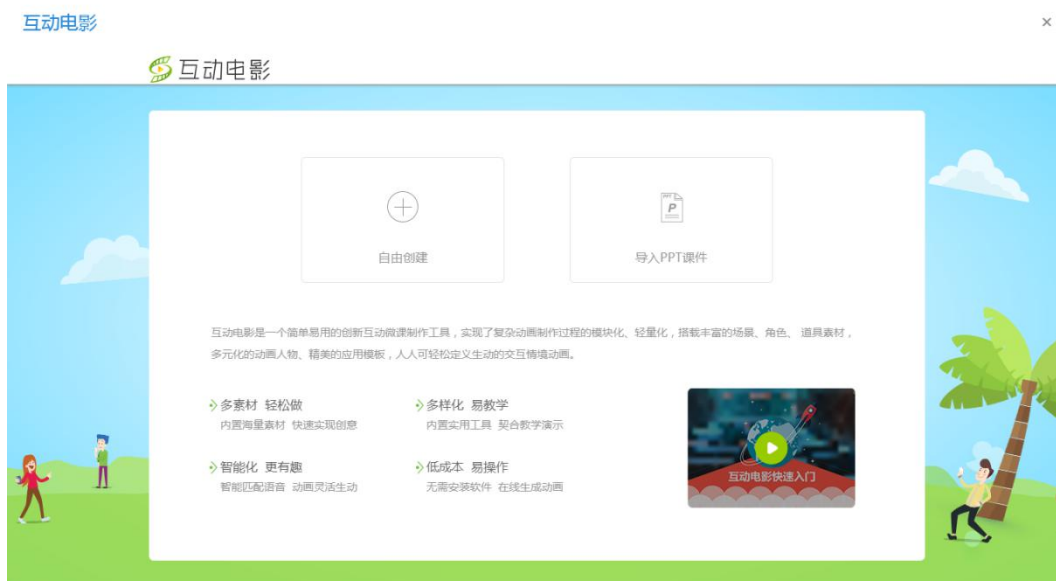 互动电影
互动电影
自由创建
导入PPT课件
互动电影是一个简单易用的创新互动微课制作工具，实现了复杂动画制作过程的模块化、轻量化，搭载丰富的场景、角色、 道具素材，
多元化的动画人物、精美的应用模板，人人可轻松定义生动的交互情境动画。
多素材 轻松做
内置海量素材 快速实现创意
多样化 易教学
内置实用工具 契合教学演示
智能化 更有趣
智能匹配语音 动画灵活生动
低成本 易操作
无需安装软件 在线生成动画
互动电影快速入门